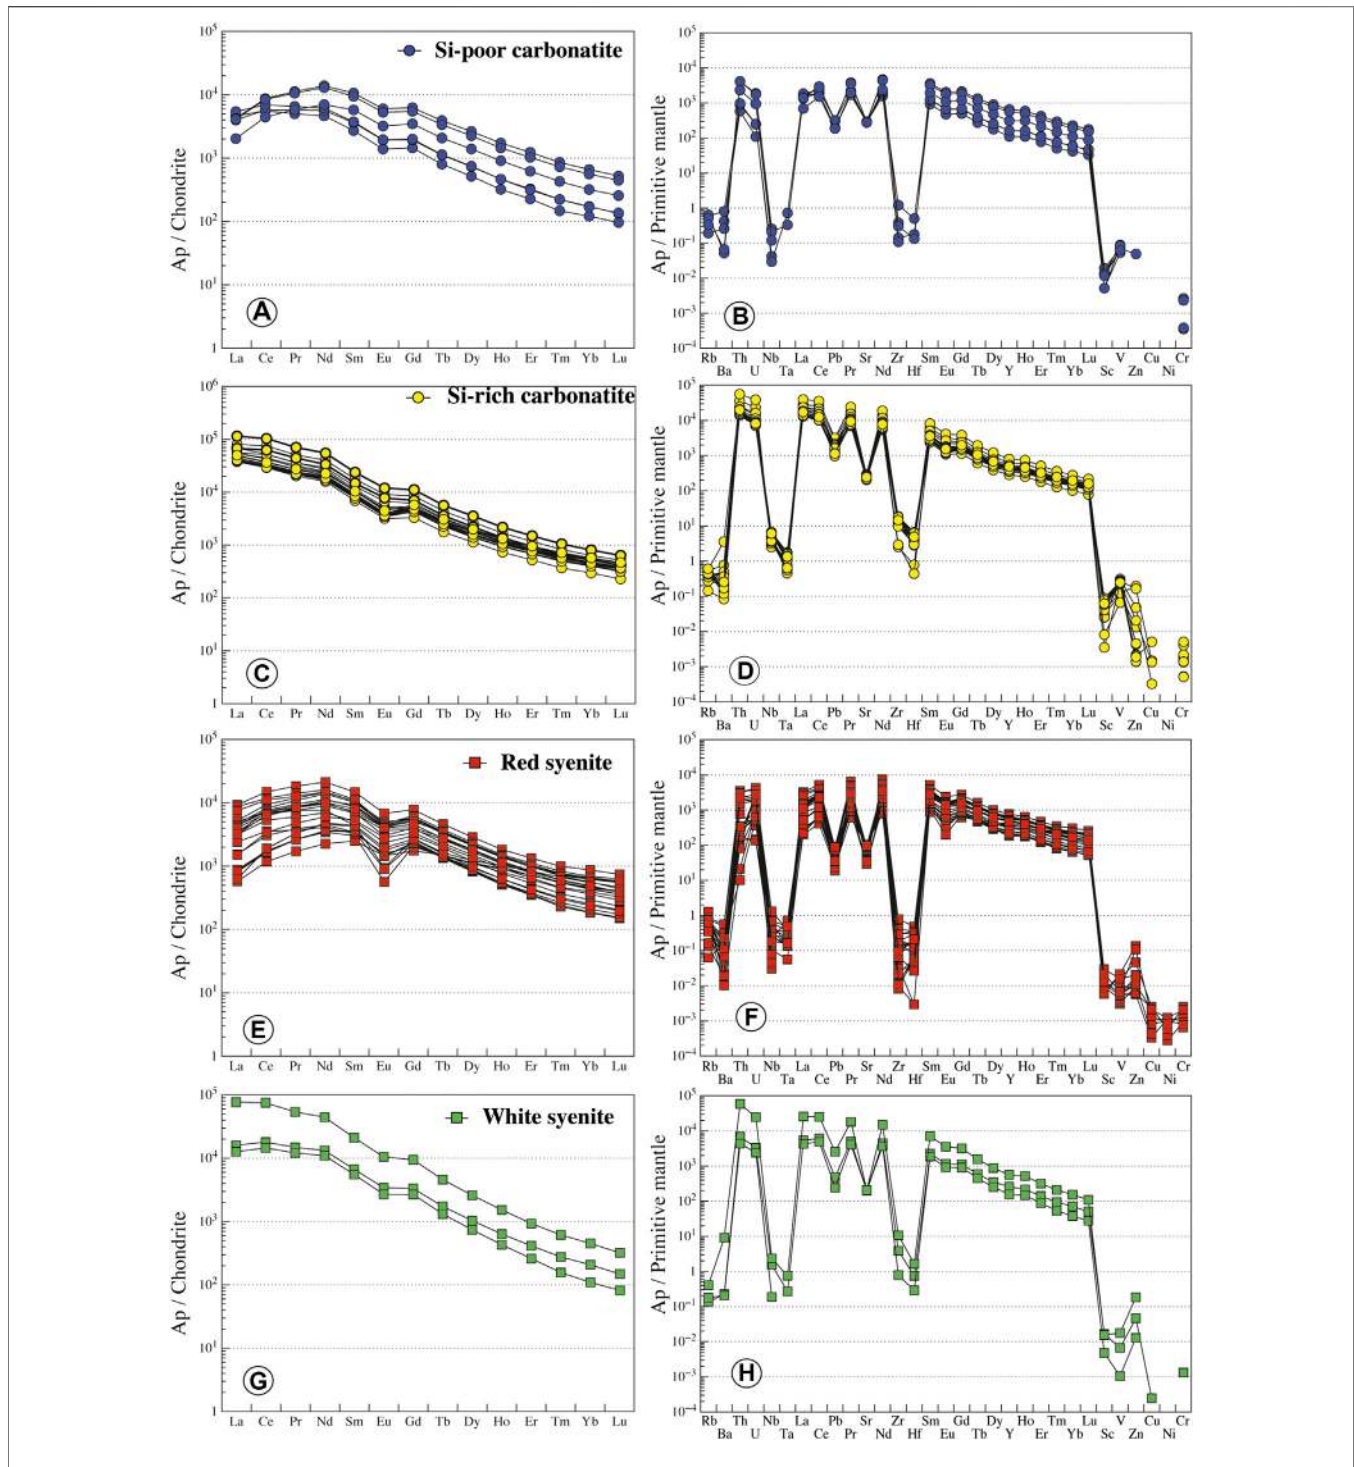 Si-poor carbonatite
Ap / Chondrite
10⁵
10⁴
10³
10²
10¹
1
A
La Ce Pr Nd Sm Eu Gd Tb Dy Ho Er Tm Yb Lu
Ap / Primitive mantle
10⁵
10⁴
10³
10²
10¹
1
10⁻¹
10⁻²
10⁻³
10⁻⁴
B
Rb Th Nb La Pb Sr Zr Sm Gd Dy Ho Tm Lu V Cu Cr
Ba U Ta Ce Pr Nd Hf Eu Tb Y Er Yb Sc Zn Ni
Si-rich carbonatite
Ap / Chondrite
10⁶
10⁵
10⁴
10³
10²
10¹
1
C
La Ce Pr Nd Sm Eu Gd Tb Dy Ho Er Tm Yb Lu
Ap / Primitive mantle
10⁵
10⁴
10³
10²
10¹
1
10⁻¹
10⁻²
10⁻³
10⁻⁴
D
Rb Th Nb La Pb Sr Zr Sm Gd Dy Ho Tm Lu V Cu Cr
Ba U Ta Ce Pr Nd Hf Eu Tb Y Er Yb Sc Zn Ni
Red syenite
Ap / Chondrite
10⁵
10⁴
10³
10²
10¹
1
E
La Ce Pr Nd Sm Eu Gd Tb Dy Ho Er Tm Yb Lu
Ap / Primitive mantle
10⁵
10⁴
10³
10²
10¹
1
10⁻¹
10⁻²
10⁻³
10⁻⁴
F
Rb Th Nb La Pb Sr Zr Sm Gd Dy Ho Tm Lu V Cu Cr
Ba U Ta Ce Pr Nd Hf Eu Tb Y Er Yb Sc Zn Ni
White syenite
Ap / Chondrite
10⁵
10⁴
10³
10²
10¹
1
G
La Ce Pr Nd Sm Eu Gd Tb Dy Ho Er Tm Yb Lu
Ap / Primitive mantle
10⁵
10⁴
10³
10²
10¹
1
10⁻¹
10⁻²
10⁻³
10⁻⁴
H
Rb Th Nb La Pb Sr Zr Sm Gd Dy Ho Tm Lu V Cu Cr
Ba U Ta Ce Pr Nd Hf Eu Tb Y Er Yb Sc Zn Ni